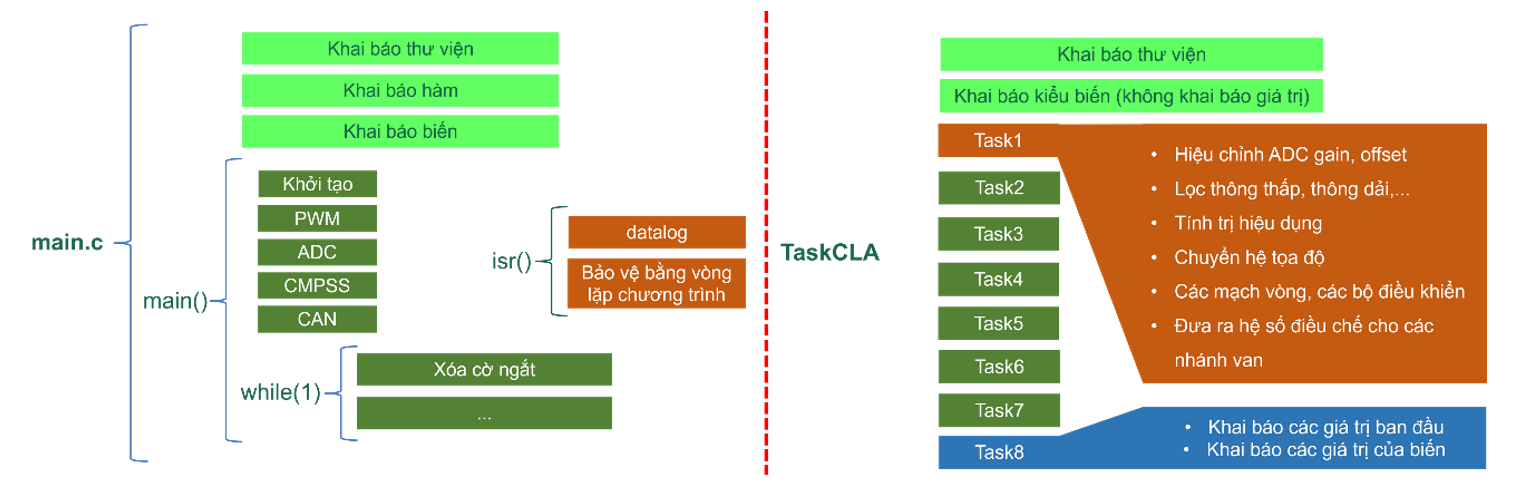 main.c
Khai báo thư viện
Khai báo hàm
Khai báo biến
main()
Khởi tạo
PWM
ADC
CMPSS
CAN
while(1)
Xóa cờ ngắt
...
isr()
datalog
Bảo vệ bằng vòng
lặp chương trình
TaskCLA
Khai báo thư viện
Khai báo kiểu biến (không khai báo giá trị)
Task1
Task2
Task3
Task4
Task5
Task6
Task7
Task8
• Hiệu chỉnh ADC gain, offset
• Lọc thông thấp, thông dải,...
• Tính trị hiệu dụng
• Chuyển hệ tọa độ
• Các mạch vòng, các bộ điều khiển
• Đưa ra hệ số điều chế cho các
nhánh van
• Khai báo các giá trị ban đầu
• Khai báo các giá trị của biến